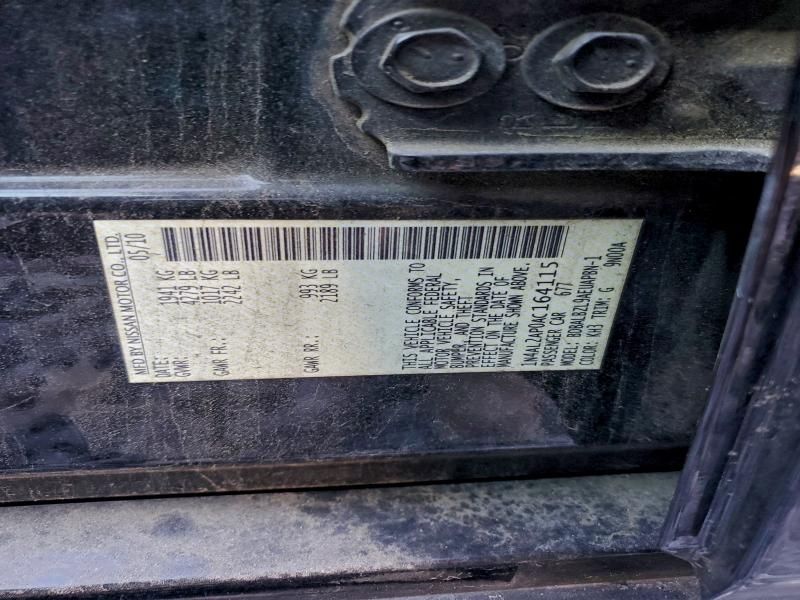 MFD BY NISSAN MOTOR CO., LTD.
DATE: 05/10
GVWR: 1941 KG
4279 LB
GAWR FR: 1017 KG
2242 LB
GAWR RR: 993 KG
2189 LB
THIS VEHICLE CONFORMS TO
ALL APPLICABLE FEDERAL
MOTOR VEHICLE SAFETY,
BUMPER, AND THEFT
PREVENTION STANDARDS IN
EFFECT ON THE DATE OF
MANUFACTURE SHOWN ABOVE.
1N4AL2AP0AC164115
PASSENGER CAR 677
MODEL: BDBALBZL3AEUAPBN-1
COLOR: KH3 TRIM: G 9N00A